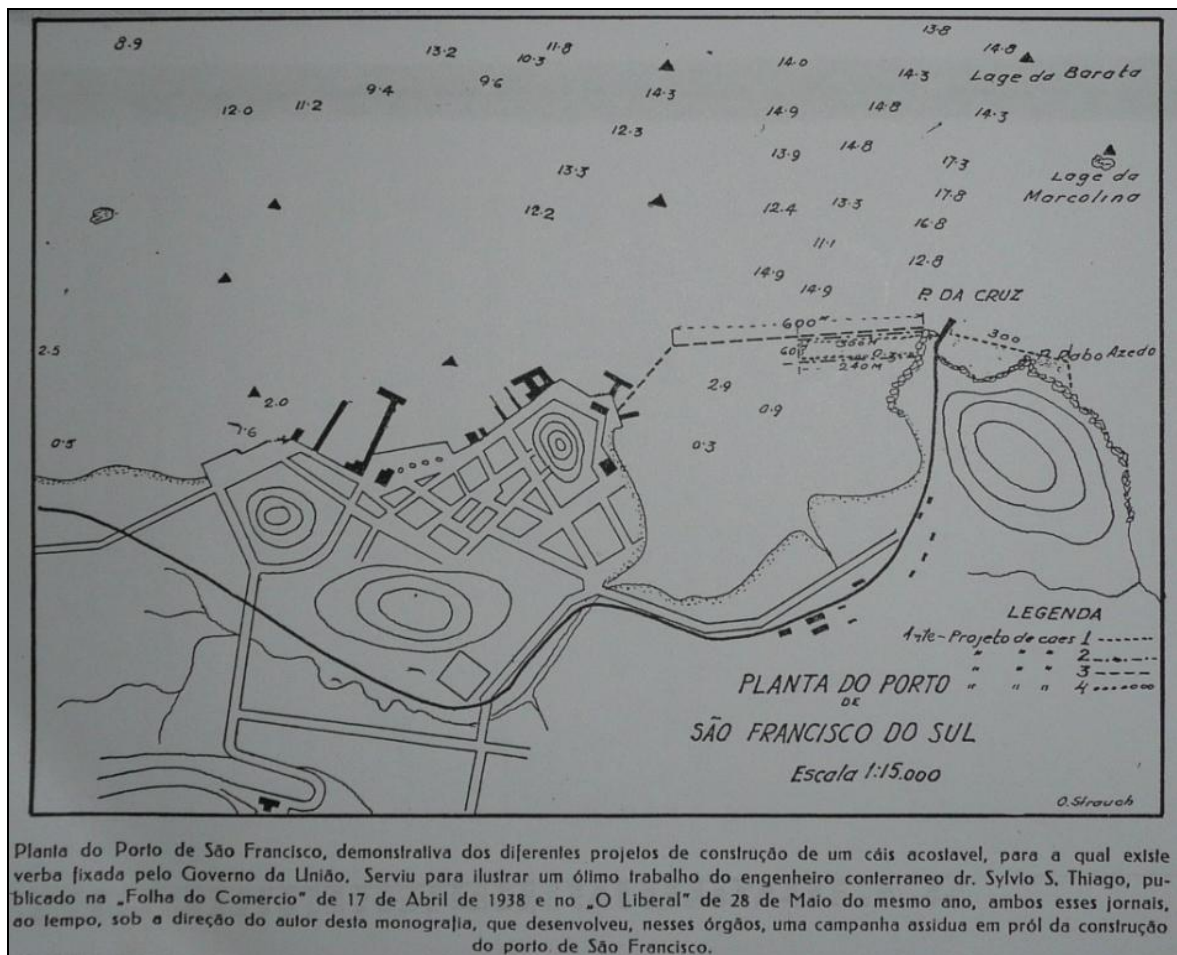 13.8
8.9
13.2
11.8
10.3
14.8
14.0
14.3
Lage da Barata
9.4
9.6
14.3
12.0
11.2
14.9
14.8
14.3
12.3
13.9
14.8
13.3
17.3
Lage da
Marcolina
12.2
12.4
13.3
17.8
16.8
11.1
12.8
14.9
14.9
P. DA CRUZ
600 M
300
2.5
60
240 M
P. Rabo Azedo
2.9
2.0
0.9
7.6
0.5
0.3
LEGENDA
Ante-Projeto de caes 1
" " " 2
" " " 3
" " " 4
PLANTA DO PORTO
DE
SÃO FRANCISCO DO SUL
Escala 1:15.000
O. Strauch
Planta do Porto de São Francisco, demonstrativa dos diferentes projetos de construção de um cáis acostavel, para a qual existe
verba fixada pelo Governo da União. Serviu para ilustrar um ótimo trabalho do engenheiro conterraneo dr. Sylvio S. Thiago, pu-
blicado na „Folha do Comercio" de 17 de Abril de 1938 e no „O Liberal" de 28 de Maio do mesmo ano, ambos esses jornais,
ao tempo, sob a direção do autor desta monografia, que desenvolveu, nesses órgãos, uma campanha assidua em pról da construção
do porto de São Francisco.